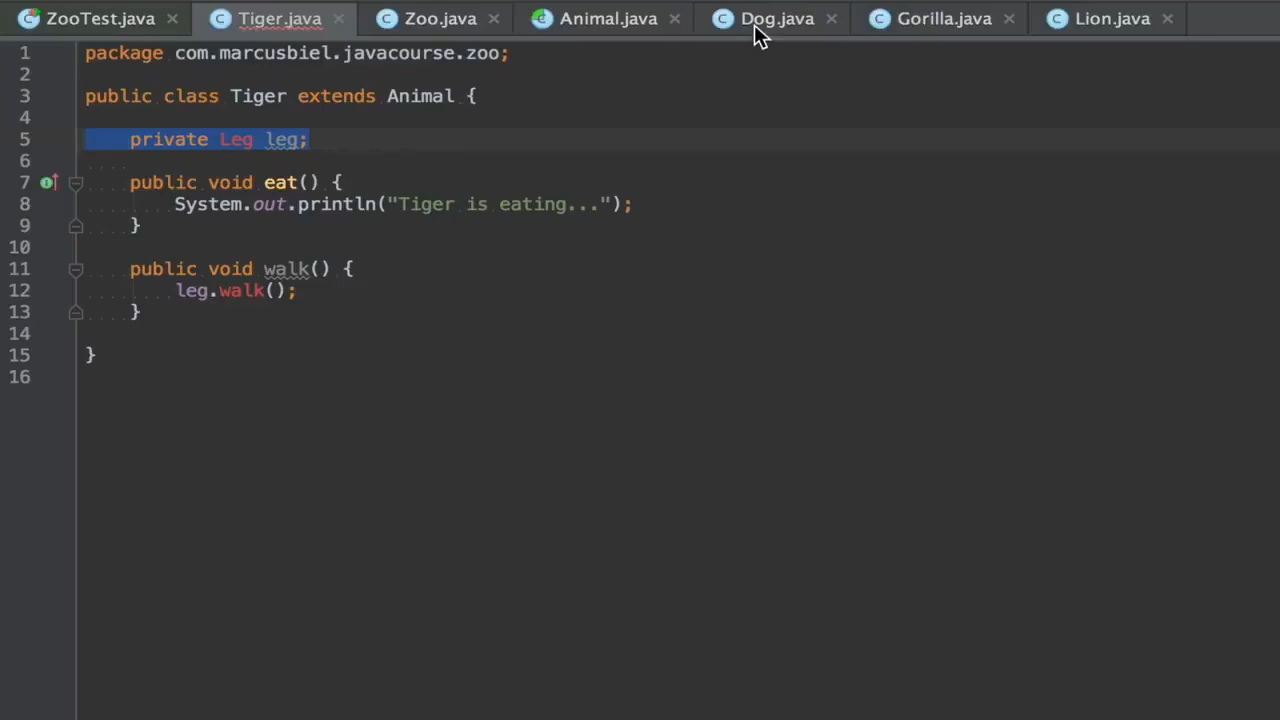 ZooTest.java Tiger.java Zoo.java Animal.java Dog.java Gorilla.java Lion.java
1 package com.marcusbiel.javacourse.zoo;
2
3 public class Tiger extends Animal {
4
5 private Leg leg;
6
7 public void eat() {
8 System.out.println("Tiger is eating...");
9 }
10
11 public void walk() {
12 leg.walk();
13 }
14
15 }
16